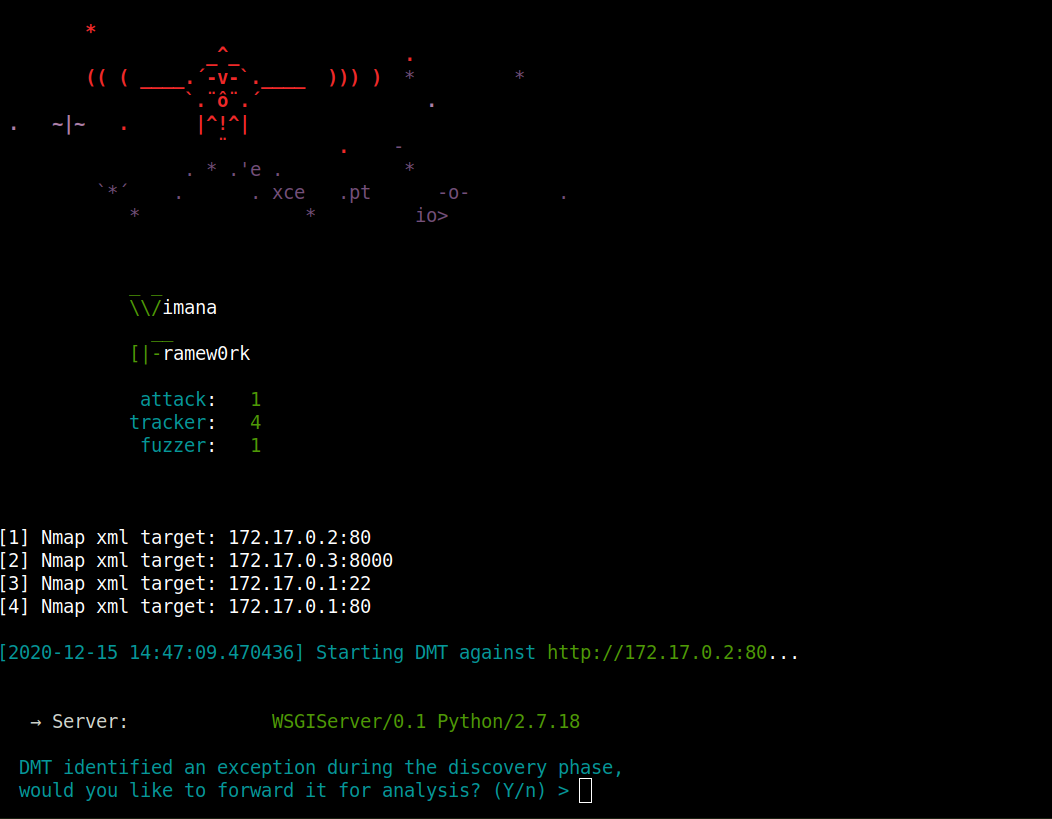 *
_^_ .
(( ( ____.´-v-`.____ ))) ) * *
`.¨ô¨.´ .
. ~|~ . |^!^|
¨ . -
. * .'e . *
`*´ . . xce .pt -o- .
* * io>
_ _
\\/imana
__
[|-ramew0rk
attack: 1
tracker: 4
fuzzer: 1
[1] Nmap xml target: 172.17.0.2:80
[2] Nmap xml target: 172.17.0.3:8000
[3] Nmap xml target: 172.17.0.1:22
[4] Nmap xml target: 172.17.0.1:80
[2020-12-15 14:47:09.470436] Starting DMT against http://172.17.0.2:80...
→ Server: WSGIServer/0.1 Python/2.7.18
DMT identified an exception during the discovery phase,
would you like to forward it for analysis? (Y/n) >